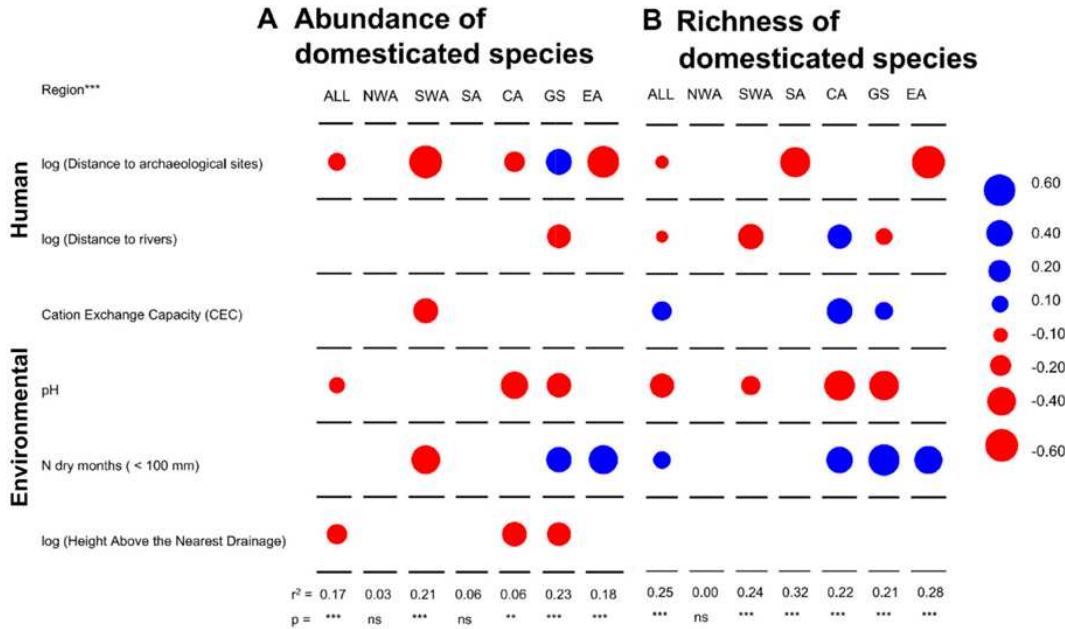 A Abundance of domesticated species
B Richness of domesticated species
Region***
ALL NWA SWA SA CA GS EA
ALL NWA SWA SA CA GS EA
Human
log (Distance to archaeological sites)
log (Distance to rivers)
Environmental
Cation Exchange Capacity (CEC)
pH
N dry months ( < 100 mm)
log (Height Above the Nearest Drainage)
0.60
0.40
0.20
0.10
-0.10
-0.20
-0.40
-0.60
r² = 0.17 0.03 0.21 0.06 0.06 0.23 0.18 0.25 0.00 0.24 0.32 0.22 0.21 0.28
p = *** ns *** ns ** *** *** *** ns *** *** *** *** ***